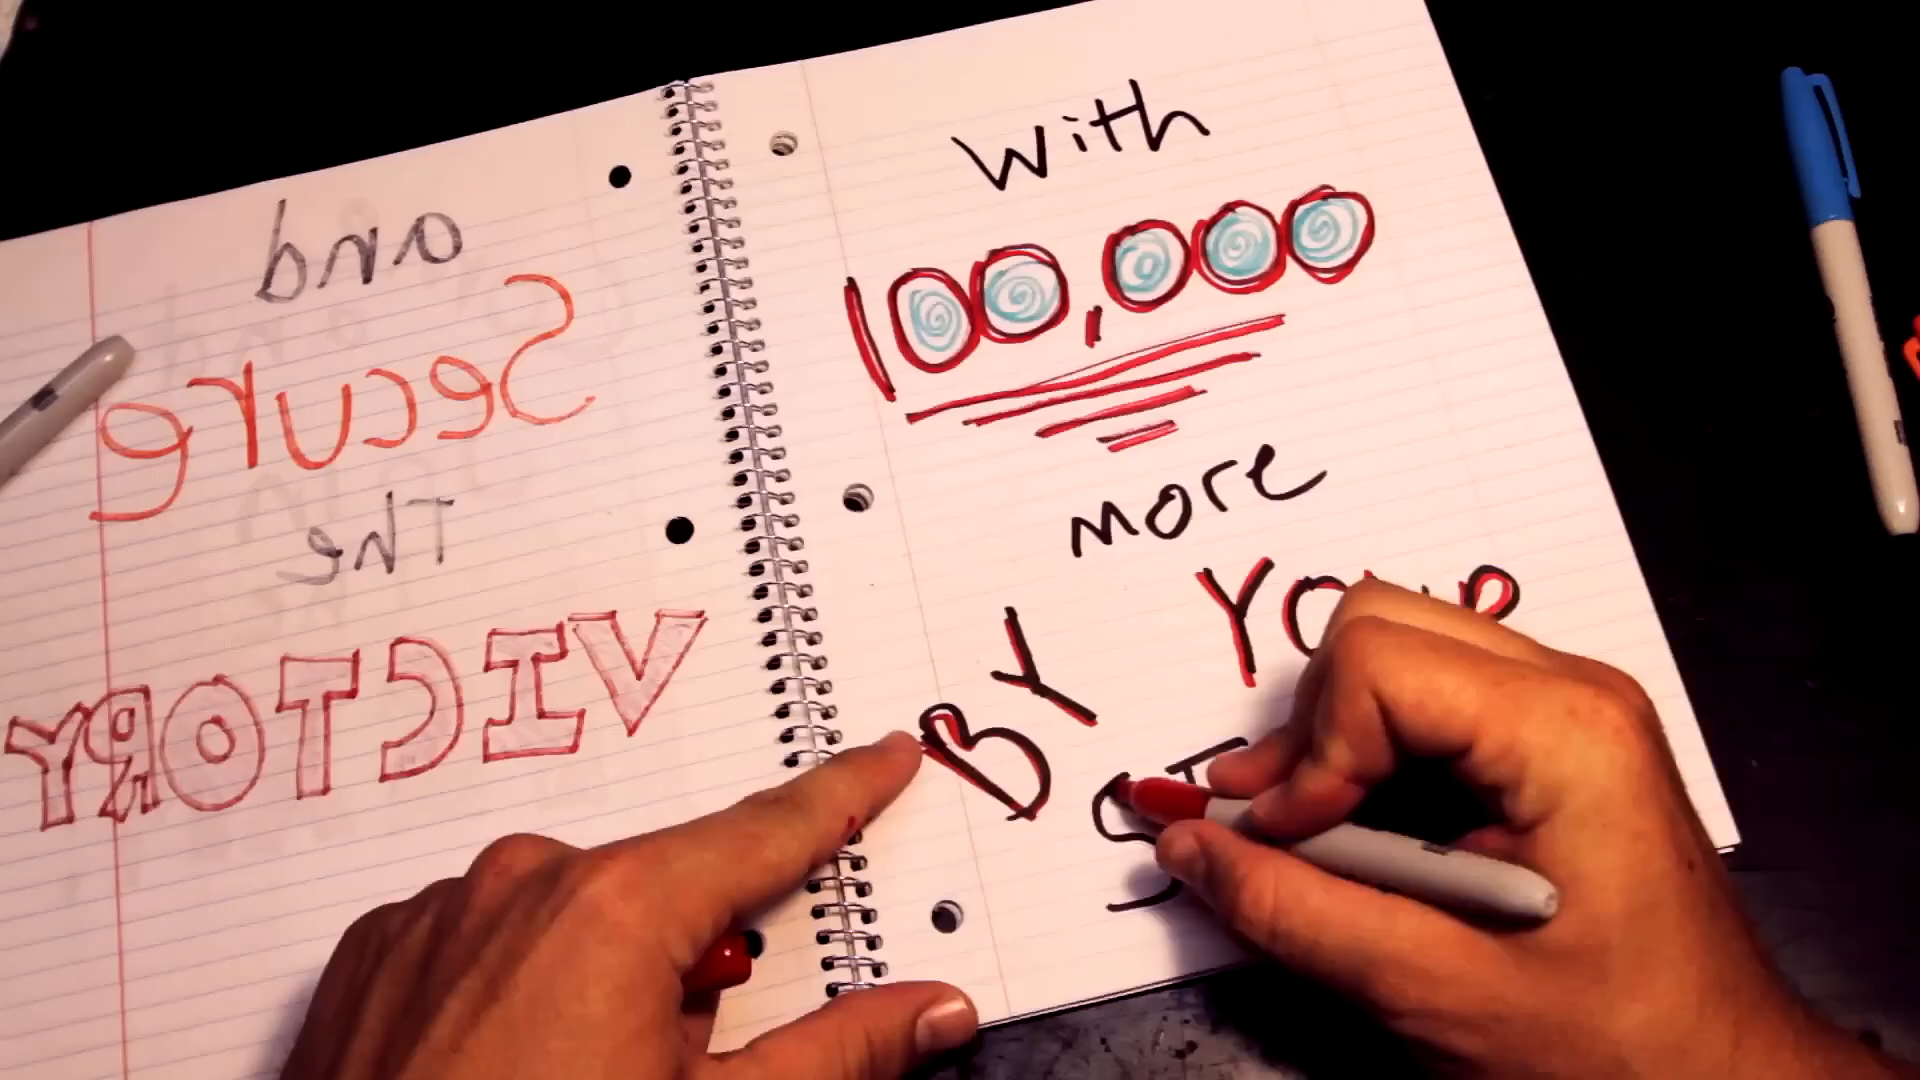 and
Secure
The
VICTORY
With
100,000
more
BY YOUR